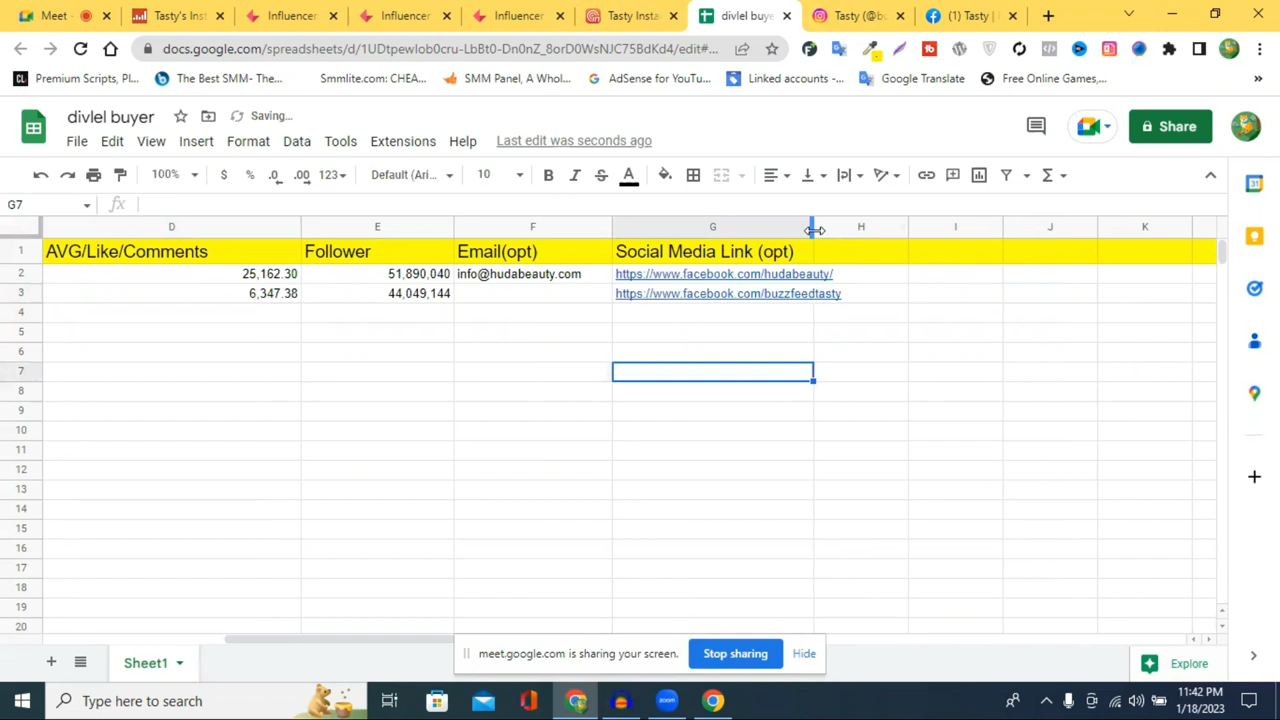 Meet -
Tasty's Inst
Influencer
Influencer
Influencer
Tasty Insta
divlel buye
Tasty (@bu
(1) Tasty |
docs.google.com/spreadsheets/d/1UDtpewIob0cru-LbBt0-Dn0nZ_8orD0WsNJC75BdKd4/edit#...
Premium Scripts, Pl...
The Best SMM- The...
Smmlite.com: CHEA...
SMM Panel, A Whol...
AdSense for YouTu...
Linked accounts -...
Google Translate
Free Online Games,...
divlel buyer
Saving...
Share
File Edit View Insert Format Data Tools Extensions Help Last edit was seconds ago
100% $ % .0 .00 123 Default (Ari... 10 B I S A
G7 fx
D E F G H I J K
1 AVG/Like/Comments Follower Email(opt) Social Media Link (opt)
2 25,162.30 51,890,040 info@hudabeauty.com https://www.facebook.com/hudabeauty/
3 6,347.38 44,049,144 https://www.facebook.com/buzzfeedtasty
4
5
6
7
8
9
10
11
12
13
14
15
16
17
18
19
20
meet.google.com is sharing your screen. Stop sharing Hide
Sheet1
Explore
Type here to search
11:42 PM
1/18/2023